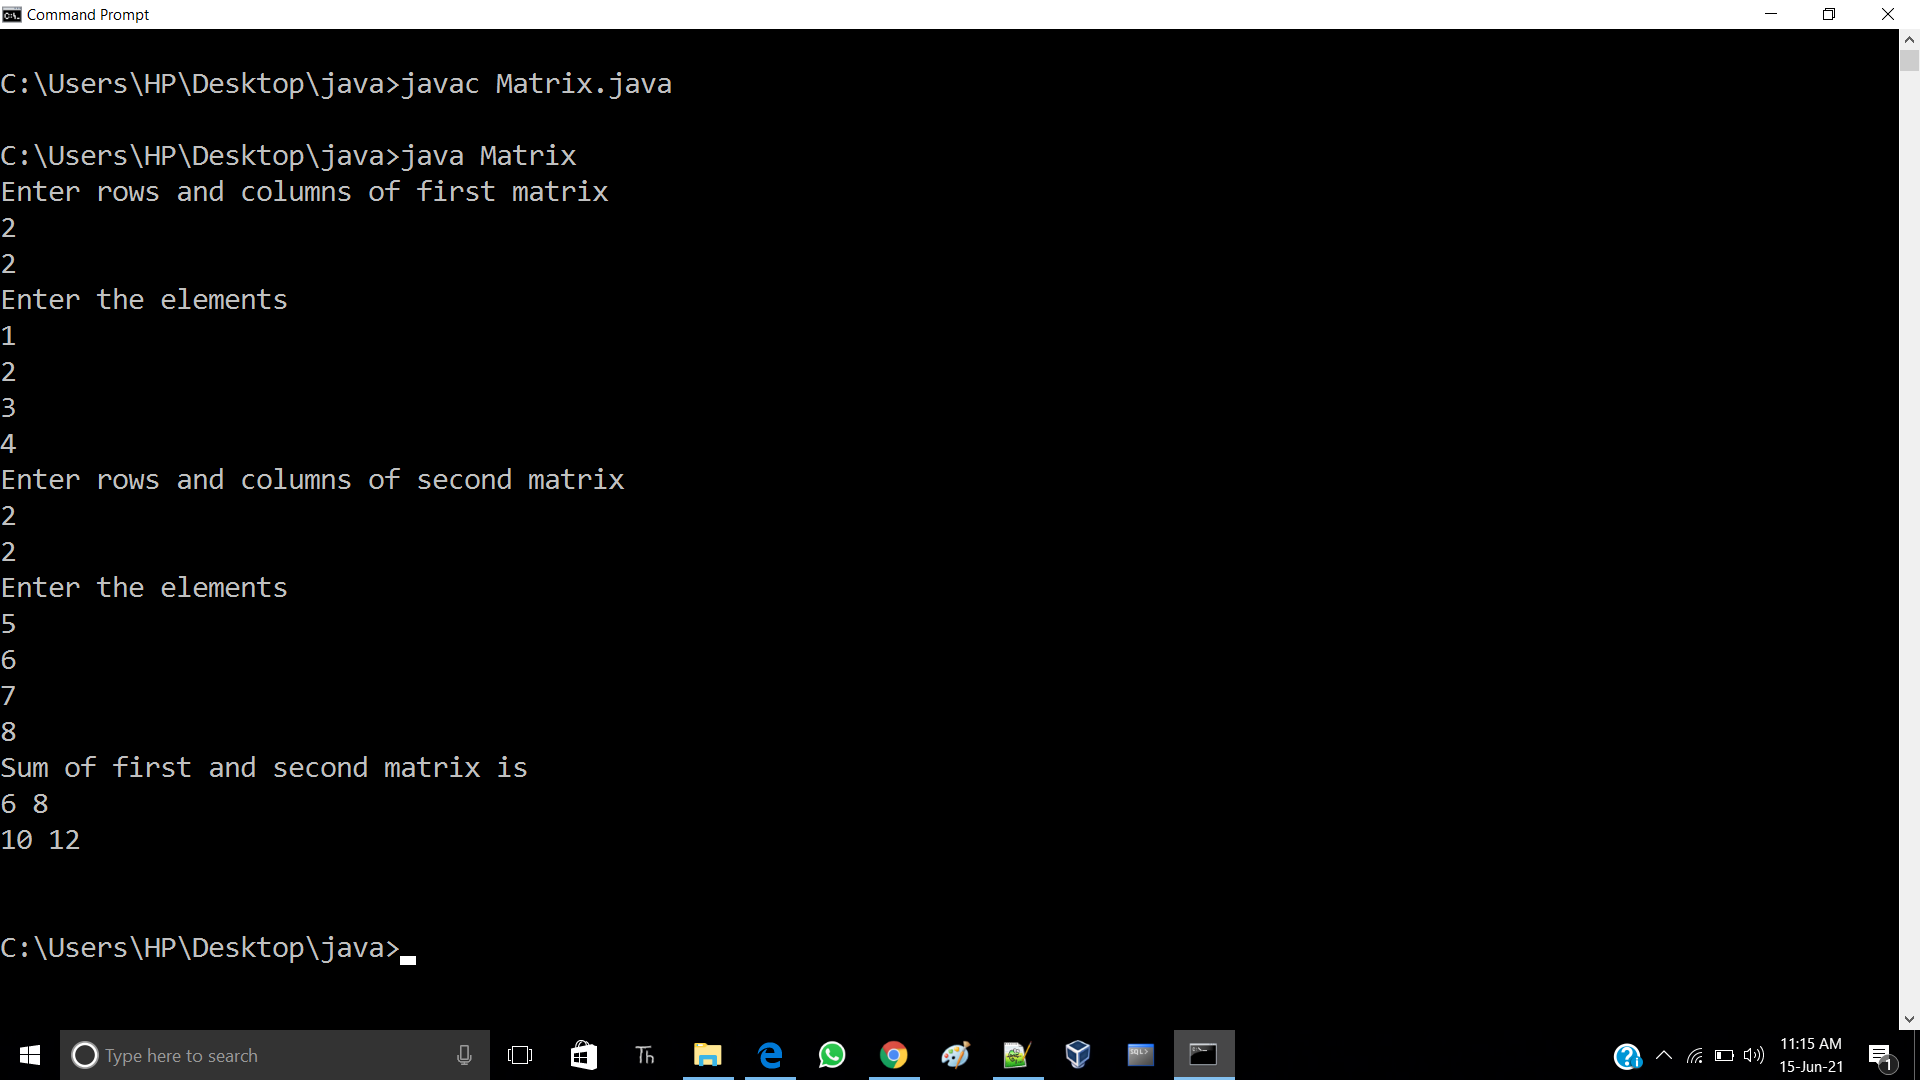 Command Prompt
C:\Users\HP\Desktop\java>javac Matrix.java
C:\Users\HP\Desktop\java>java Matrix
Enter rows and columns of first matrix
2
2
Enter the elements
1
2
3
4
Enter rows and columns of second matrix
2
2
Enter the elements
5
6
7
8
Sum of first and second matrix is
6 8
10 12
C:\Users\HP\Desktop\java>
Type here to search
Th
SQL>
11:15 AM
15-Jun-21
1